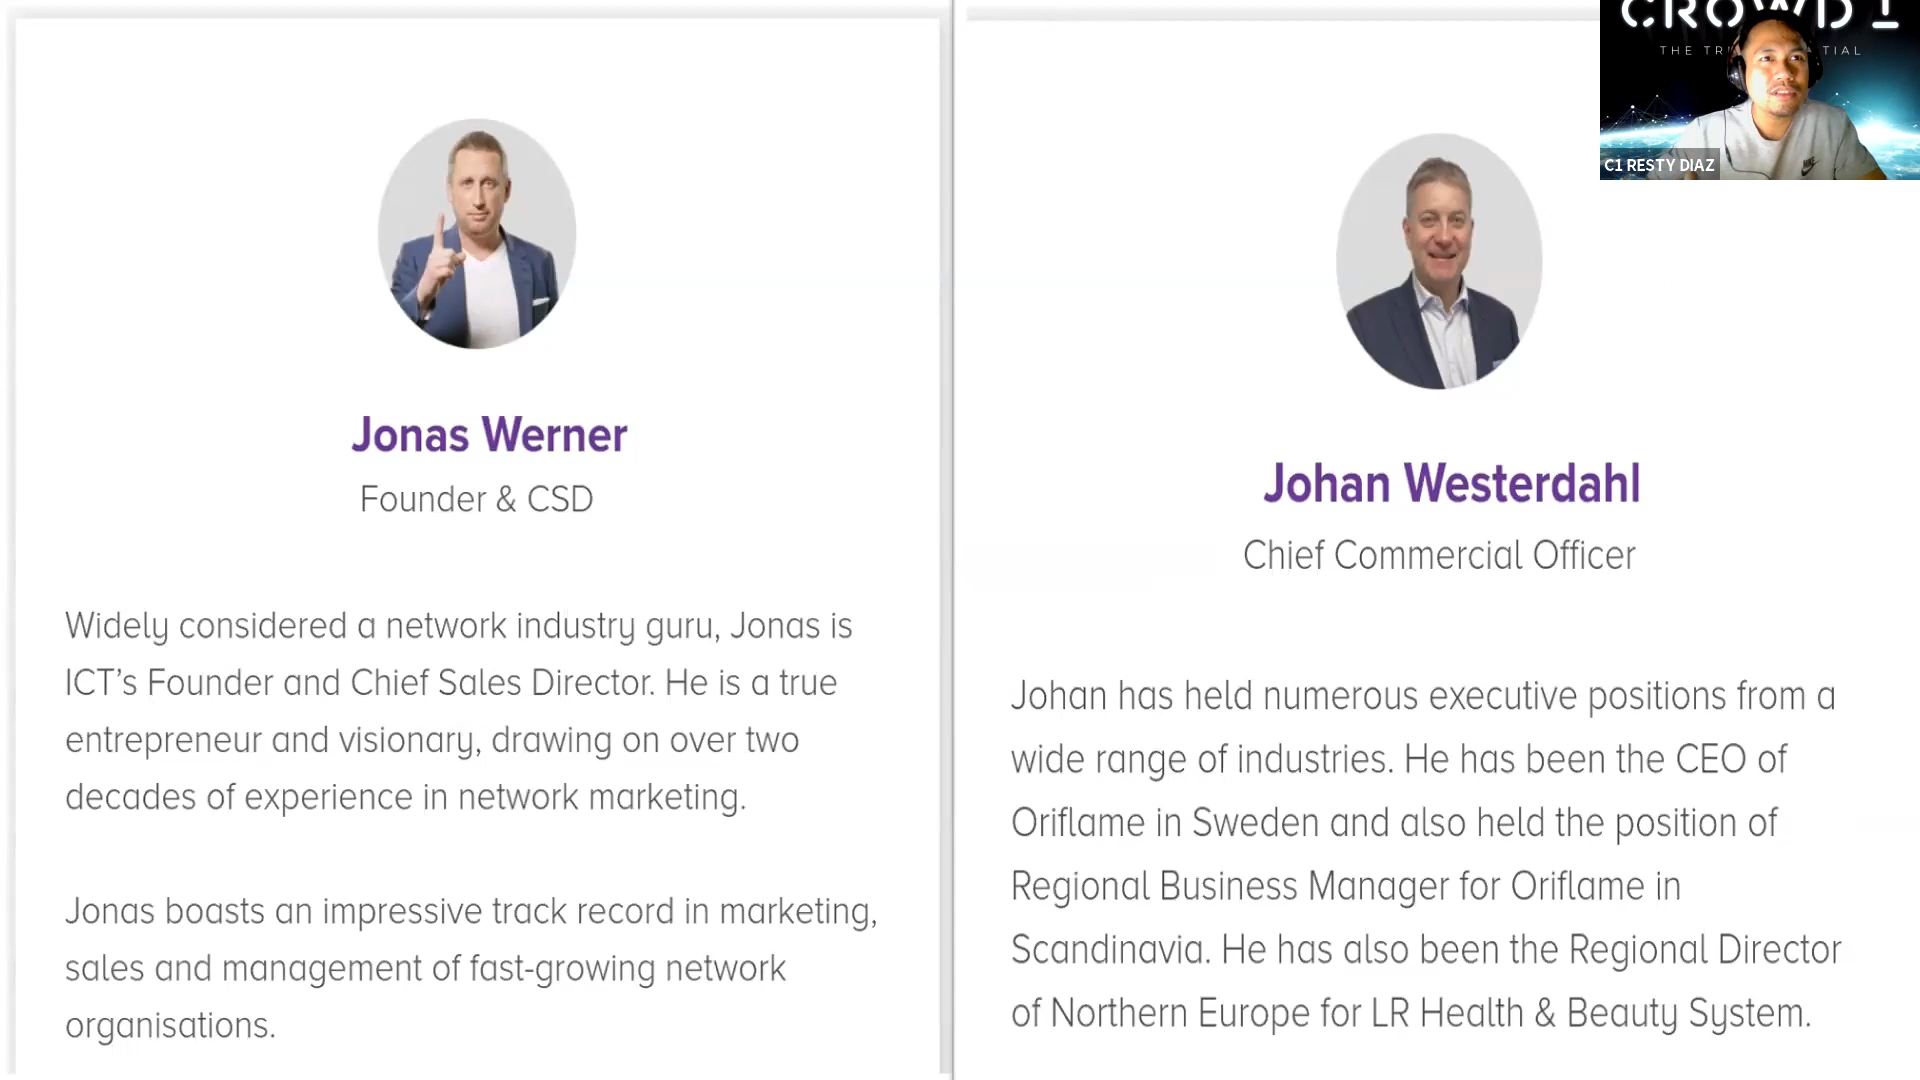 Jonas Werner
Founder & CSD
Widely considered a network industry guru, Jonas is
ICT's Founder and Chief Sales Director. He is a true
entrepreneur and visionary, drawing on over two
decades of experience in network marketing.
Jonas boasts an impressive track record in marketing,
sales and management of fast-growing network
organisations.
Johan Westerdahl
Chief Commercial Officer
Johan has held numerous executive positions from a
wide range of industries. He has been the CEO of
Oriflame in Sweden and also held the position of
Regional Business Manager for Oriflame in
Scandinavia. He has also been the Regional Director
of Northern Europe for LR Health & Beauty System.
CROWD 1
THE TR TIAL
C1 RESTY DIAZ